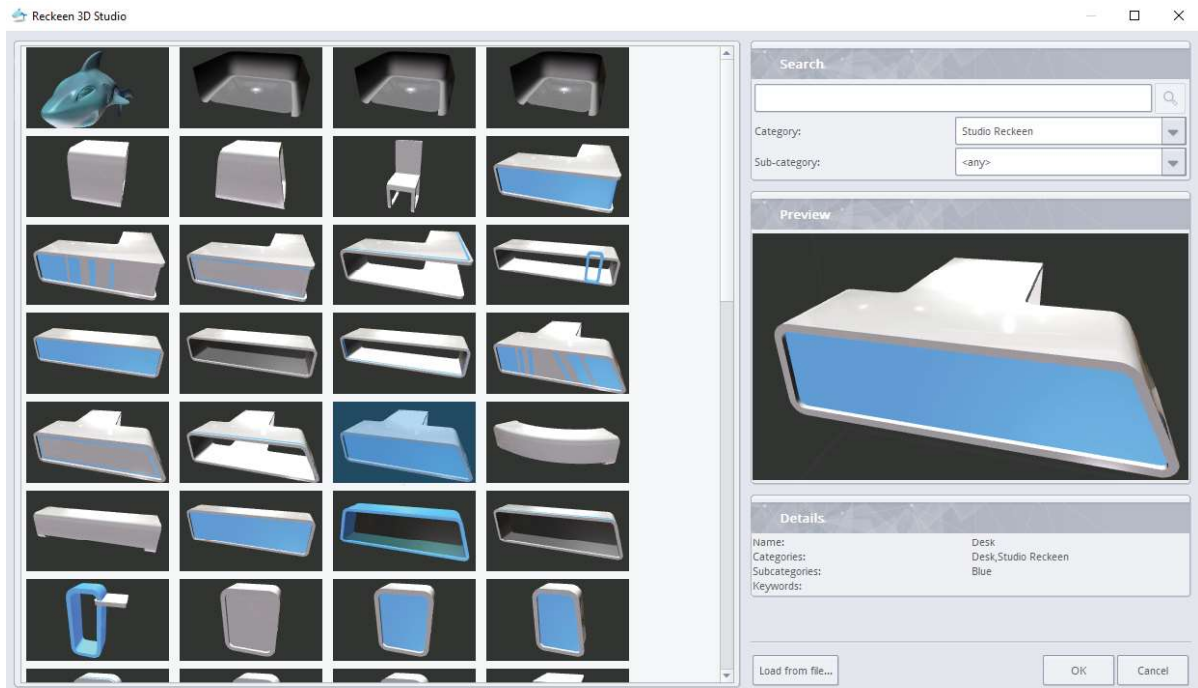 Reckeen 3D Studio
Search
Category: Studio Reckeen
Sub-category: <any>
Preview
Details
Name: Desk
Categories: Desk,Studio Reckeen
Subcategories: Blue
Keywords:
Load from file... OK Cancel